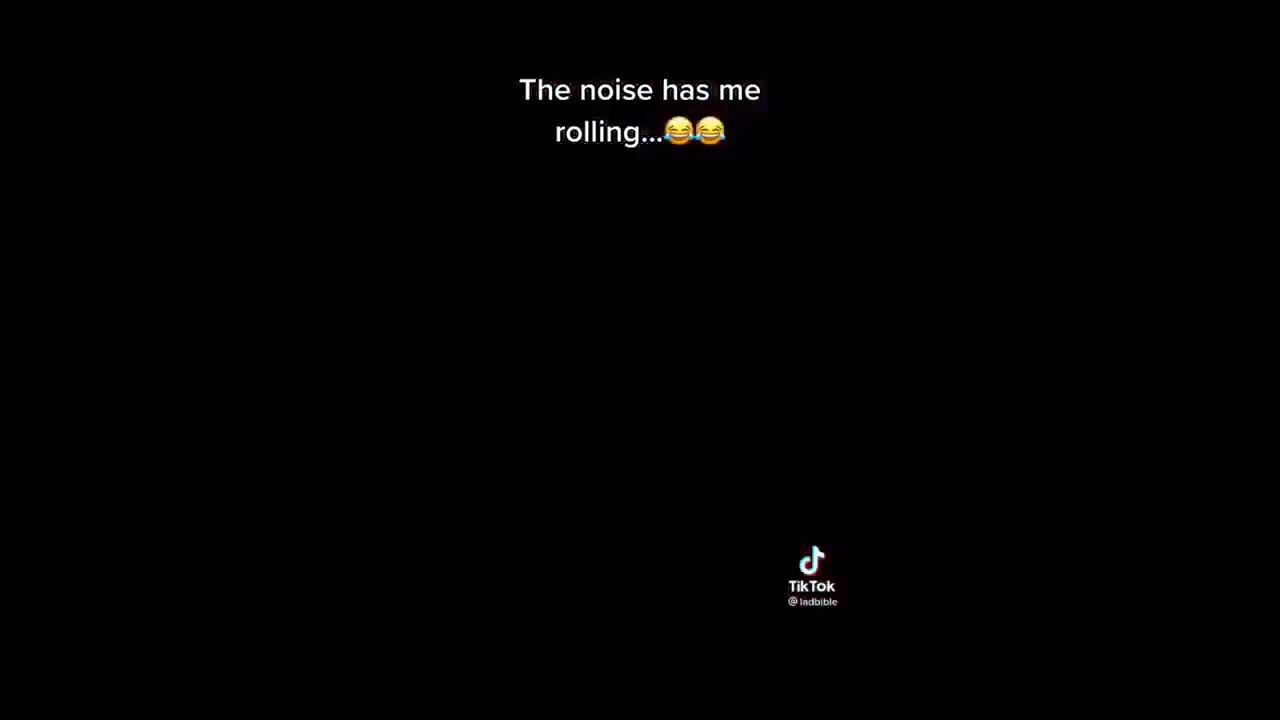 The noise has me
rolling...😂😂
TikTok
@ladbible